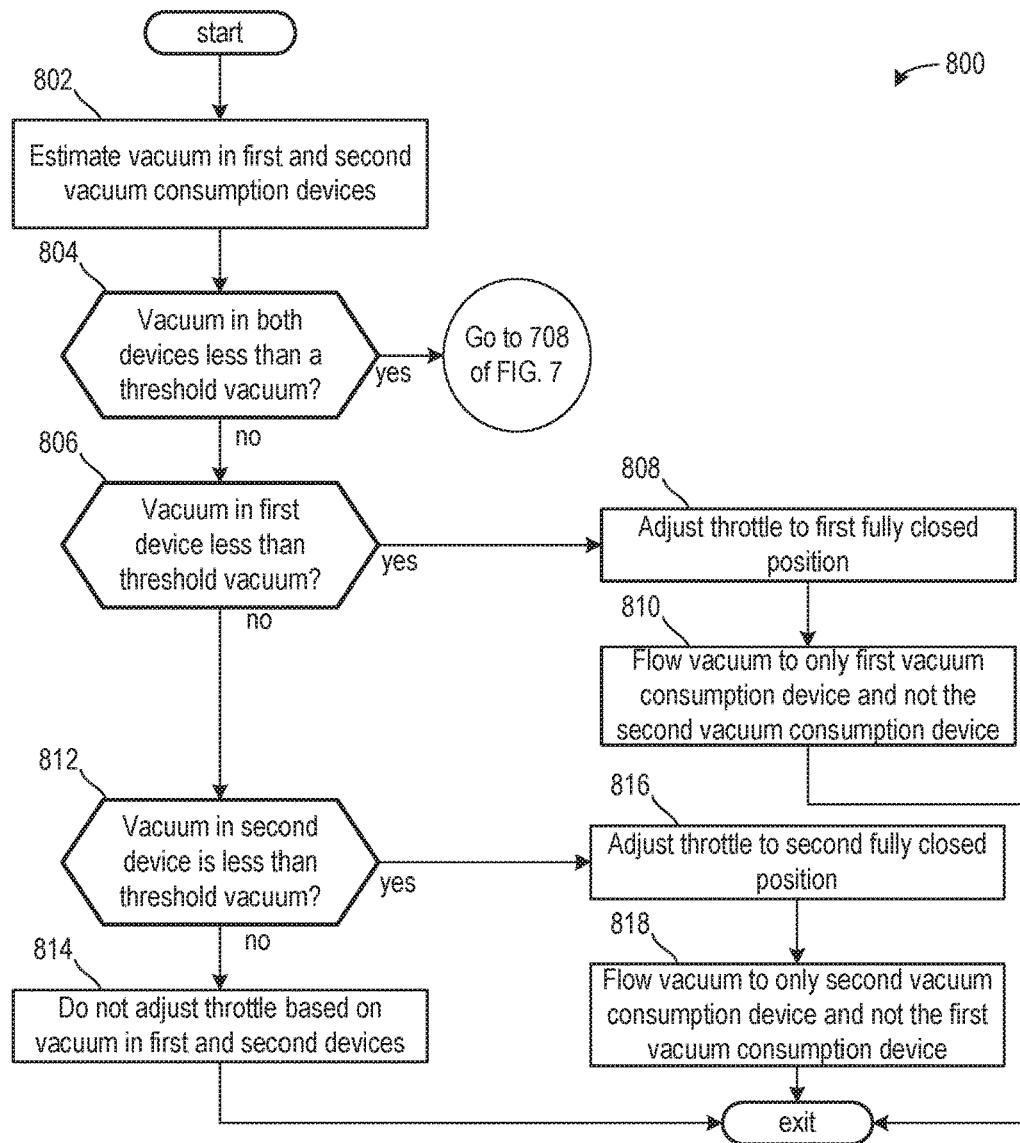 start
800
802
Estimate vacuum in first and second
vacuum consumption devices
804
Vacuum in both
devices less than a
threshold vacuum?
yes
Go to 708
of FIG. 7
no
806
Vacuum in first
device less than
threshold vacuum?
yes
no
808
Adjust throttle to first fully closed
position
810
Flow vacuum to only first vacuum
consumption device and not the
second vacuum consumption device
812
Vacuum in second
device is less than
threshold vacuum?
yes
no
816
Adjust throttle to second fully closed
position
814
Do not adjust throttle based on
vacuum in first and second devices
818
Flow vacuum to only second vacuum
consumption device and not the first
vacuum consumption device
exit